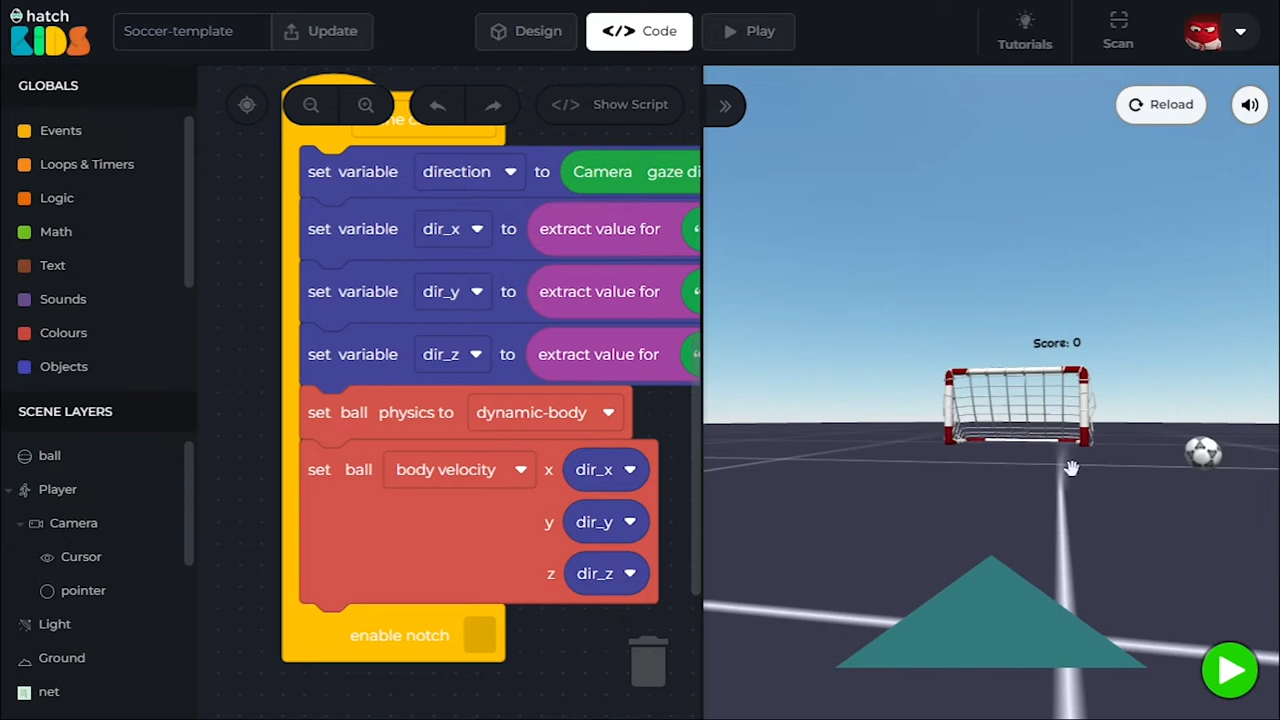 hatch
KIDS
Soccer-template
Update
Design
</> Code
Play
Tutorials
Scan
GLOBALS
Events
Loops & Timers
Logic
Math
Text
Sounds
Colours
Objects
SCENE LAYERS
ball
Player
Camera
Cursor
pointer
Light
Ground
net
</> Show Script
set variable direction to Camera gaze di
set variable dir_x to extract value for “
set variable dir_y to extract value for “
set variable dir_z to extract value for “
set ball physics to dynamic-body
set ball body velocity x dir_x
y dir_y
z dir_z
enable notch
Reload
Score: 0